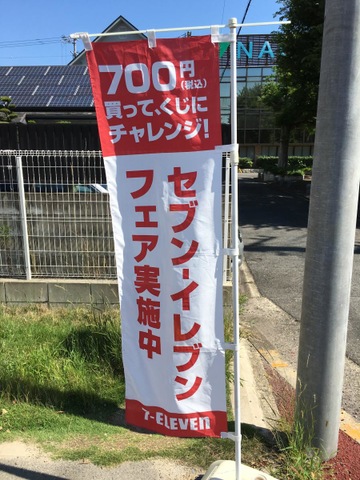 700円(税込)
買って、くじに
チャレンジ!
セブン-イレブン
フェア実施中
7-ELEVEN
NA